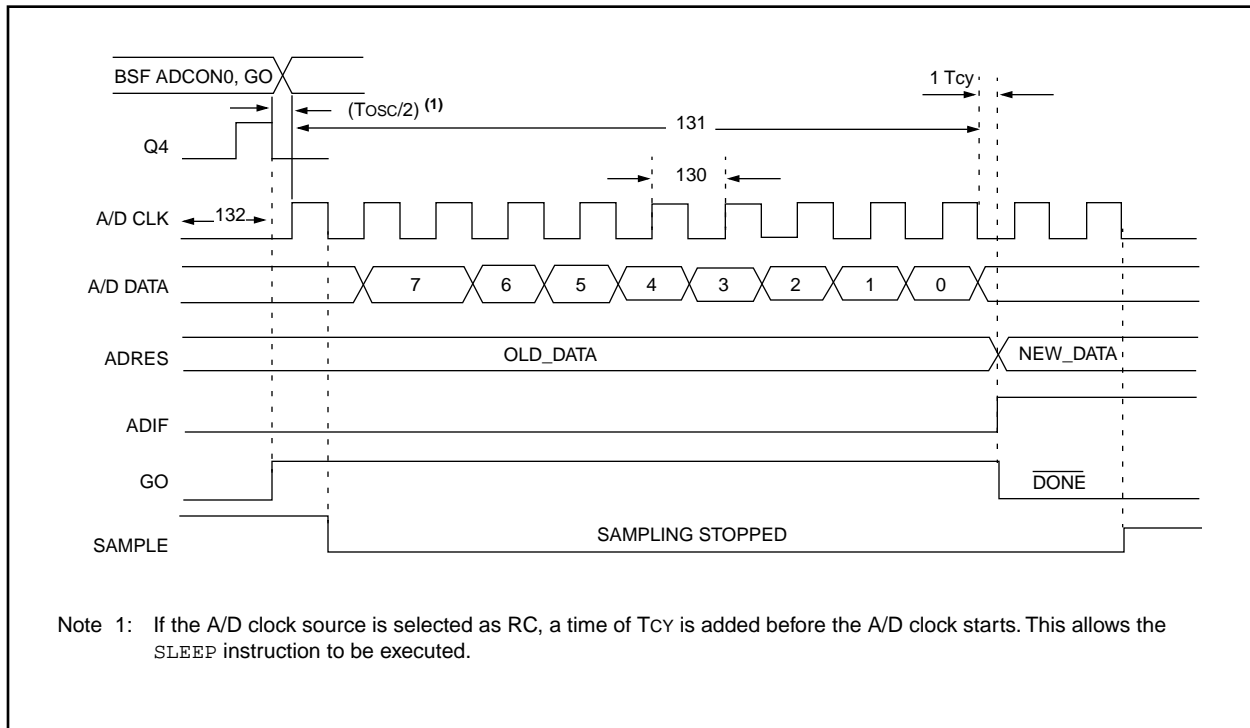 BSF ADCON0, GO
1 Tcy
(TOSC/2) (1)
131
Q4
130
A/D CLK
132
A/D DATA
7 6 5 4 3 2 1 0
ADRES
OLD_DATA
NEW_DATA
ADIF
GO
DONE
SAMPLE
SAMPLING STOPPED
Note 1: If the A/D clock source is selected as RC, a time of TCY is added before the A/D clock starts. This allows the
SLEEP instruction to be executed.